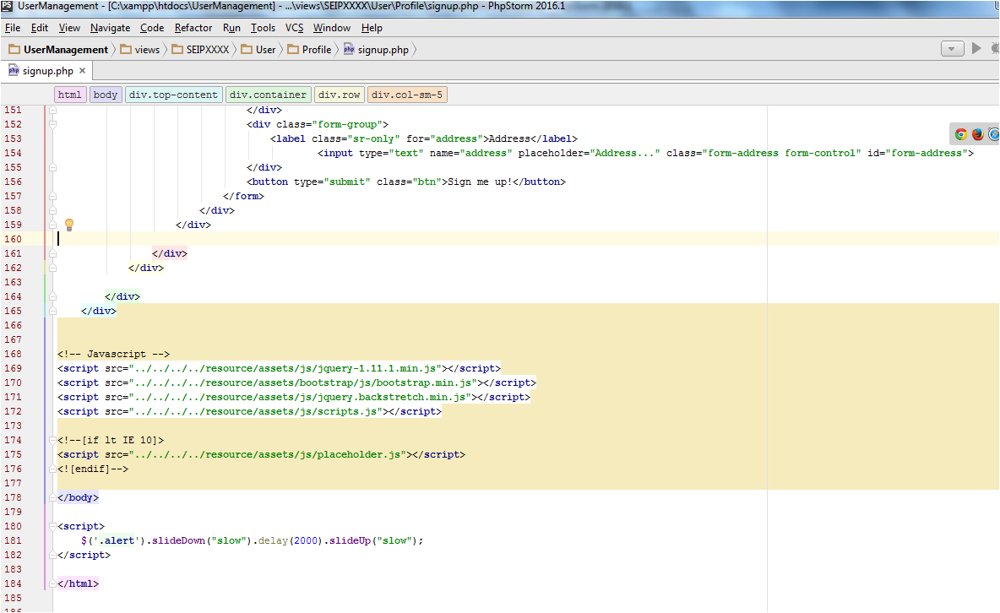 PS UserManagement - [C:\xampp\htdocs\UserManagement] - ...\views\SEIPXXXX\User\Profile\signup.php - PhpStorm 2016.1
File Edit View Navigate Code Refactor Run Tools VCS Window Help
UserManagement views SEIPXXXX User Profile php signup.php
php signup.php ×
html body div.top-content div.container div.row div.col-sm-5
151 </div>
152 <div class="form-group">
153 <label class="sr-only" for="address">Address</label>
154 <input type="text" name="address" placeholder="Address..." class="form-address form-control" id="form-address">
155 </div>
156 <button type="submit" class="btn">Sign me up!</button>
157 </form>
158 </div>
159 </div>
160
161 </div>
162 </div>
163
164 </div>
165 </div>
166
167
168 <!-- Javascript -->
169 <script src="../../../../resource/assets/js/jquery-1.11.1.min.js"></script>
170 <script src="../../../../resource/assets/bootstrap/js/bootstrap.min.js"></script>
171 <script src="../../../../resource/assets/js/jquery.backstretch.min.js"></script>
172 <script src="../../../../resource/assets/js/scripts.js"></script>
173
174 <!--[if lt IE 10]>
175 <script src="../../../../resource/assets/js/placeholder.js"></script>
176 <![endif]-->
177
178 </body>
179
180 <script>
181 $('.alert').slideDown("slow").delay(2000).slideUp("slow");
182 </script>
183
184 </html>
185
186